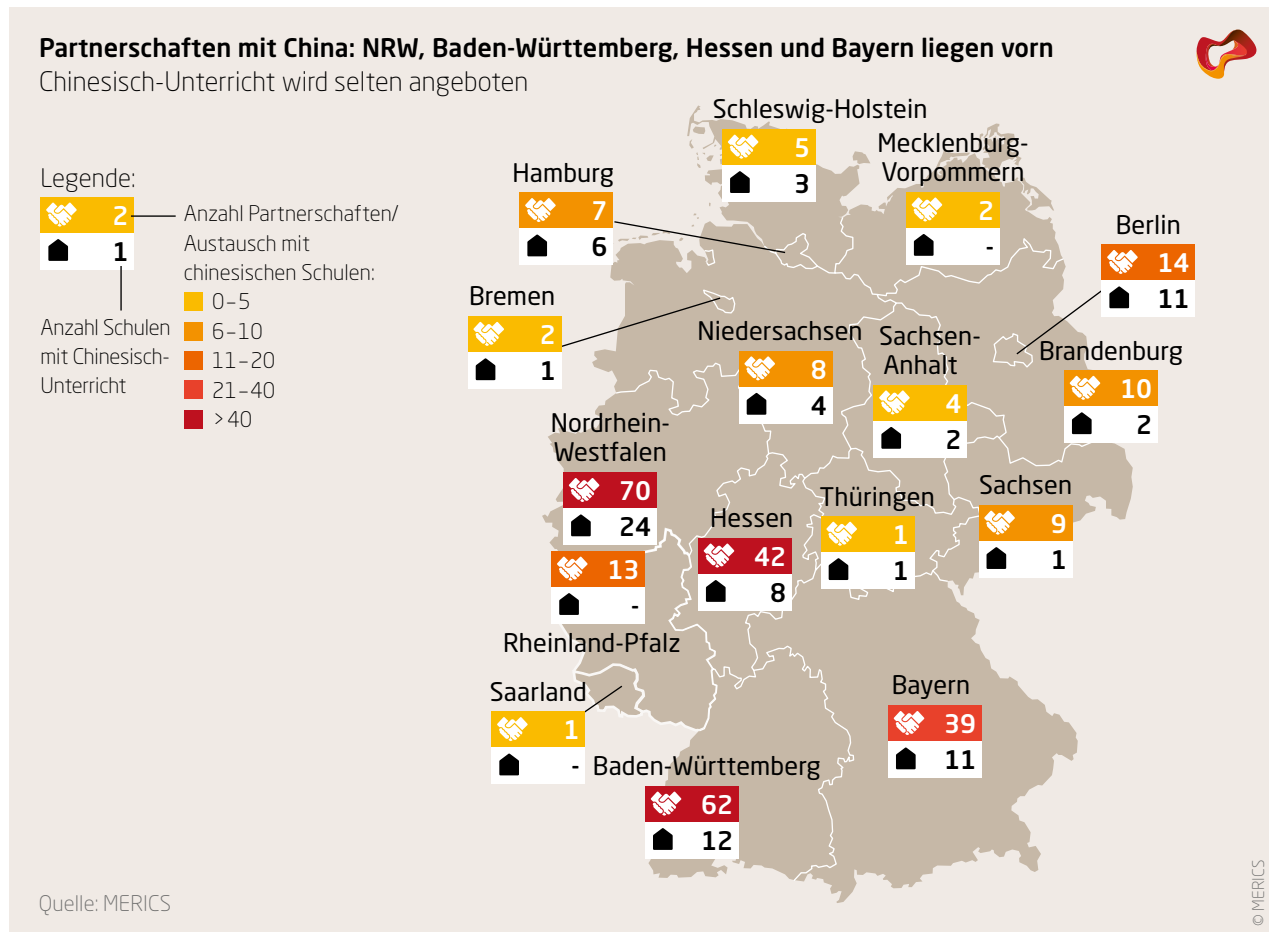 Partnerschaften mit China: NRW, Baden-Württemberg, Hessen und Bayern liegen vorn
Chinesisch-Unterricht wird selten angeboten
Legende:
2
1
Anzahl Partnerschaften/
Austausch mit
chinesischen Schulen:
0–5
6–10
11–20
21–40
>40
Anzahl Schulen
mit Chinesisch-
Unterricht
Schleswig-Holstein
5
3
Mecklenburg-
Vorpommern
2
-
Hamburg
7
6
Berlin
14
11
Bremen
2
1
Niedersachsen
8
4
Sachsen-
Anhalt
4
2
Brandenburg
10
2
Nordrhein-
Westfalen
70
24
Hessen
42
8
Thüringen
1
1
Sachsen
9
1
13
-
Rheinland-Pfalz
Saarland
1
-
Bayern
39
11
Baden-Württemberg
62
12
Quelle: MERICS
© MERICS